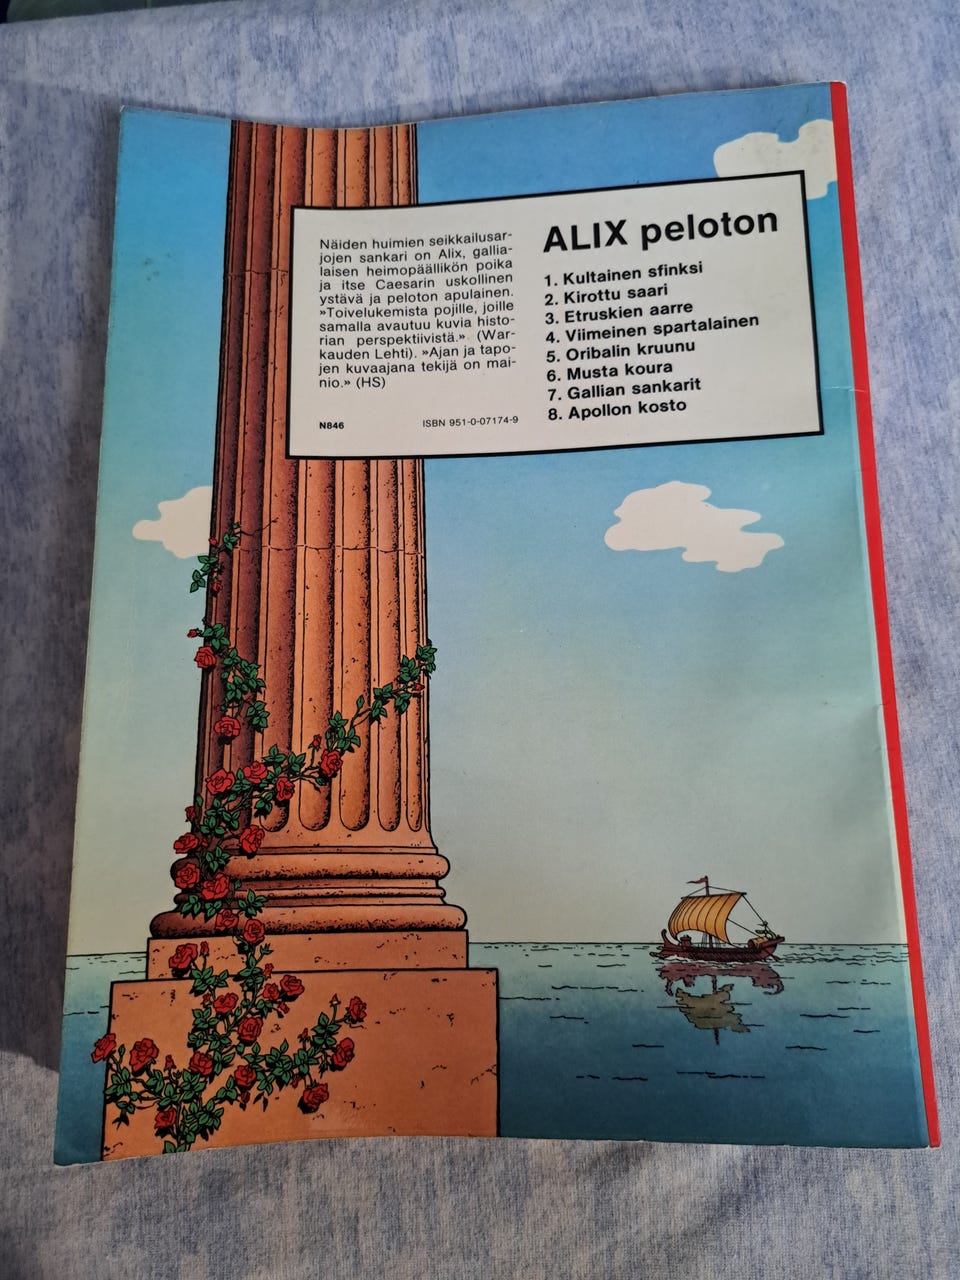 Näiden huimien seikkailusar-
jojen sankari on Alix, gallia-
laisen heimopäällikön poika
ja itse Caesarin uskollinen
ystävä ja peloton apulainen.
»Toivelukemista pojille, joille
samalla avautuu kuvia histo-
rian perspektiivistä.» (War-
kauden Lehti). »Ajan ja tapo-
jen kuvaajana tekijä on mai-
nio.» (HS)
N846
ISBN 951-0-07174-9
ALIX peloton
1. Kultainen sfinksi
2. Kirottu saari
3. Etruskien aarre
4. Viimeinen spartalainen
5. Oribalin kruunu
6. Musta koura
7. Gallian sankarit
8. Apollon kosto